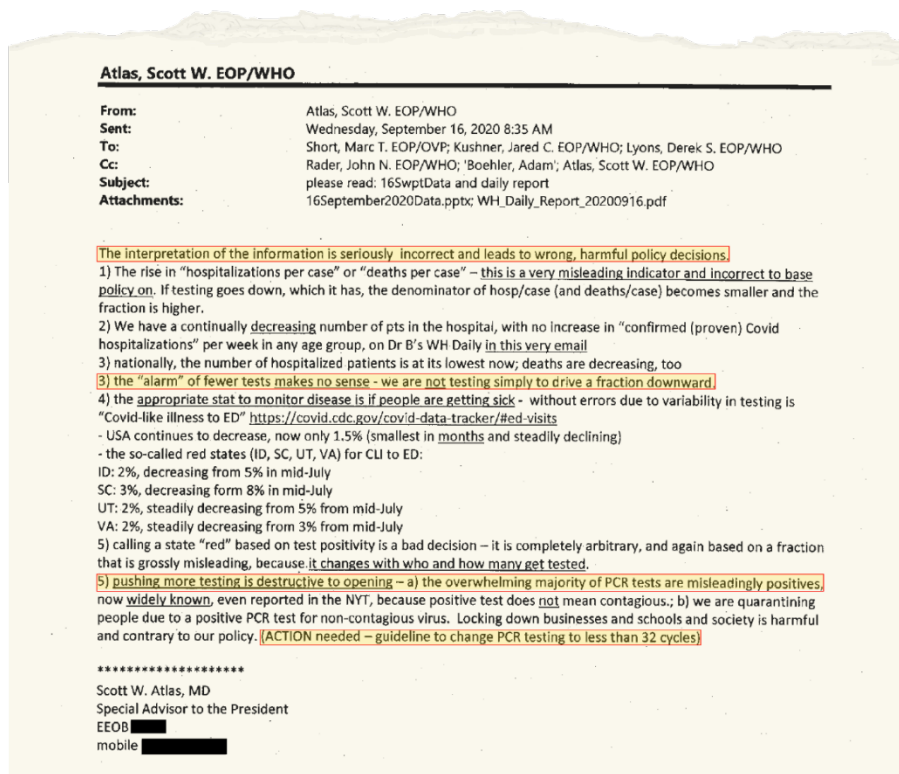 Atlas, Scott W. EOP/WHO
From: Atlas, Scott W. EOP/WHO
Sent: Wednesday, September 16, 2020 8:35 AM
To: Short, Marc T. EOP/OVP; Kushner, Jared C. EOP/WHO; Lyons, Derek S. EOP/WHO
Cc: Rader, John N. EOP/WHO; 'Boehler, Adam'; Atlas, Scott W. EOP/WHO
Subject: please read: 16SwptData and daily report
Attachments: 16September2020Data.pptx; WH_Daily_Report_20200916.pdf
The interpretation of the information is seriously incorrect and leads to wrong, harmful policy decisions.
1) The rise in “hospitalizations per case” or “deaths per case” – this is a very misleading indicator and incorrect to base
policy on. If testing goes down, which it has, the denominator of hosp/case (and deaths/case) becomes smaller and the
fraction is higher.
2) We have a continually decreasing number of pts in the hospital, with no increase in “confirmed (proven) Covid
hospitalizations” per week in any age group, on Dr B’s WH Daily in this very email
3) nationally, the number of hospitalized patients is at its lowest now; deaths are decreasing, too
3) the “alarm” of fewer tests makes no sense - we are not testing simply to drive a fraction downward.
4) the appropriate stat to monitor disease is if people are getting sick - without errors due to variability in testing is
“Covid-like illness to ED” https://covid.cdc.gov/covid-data-tracker/#ed-visits
- USA continues to decrease, now only 1.5% (smallest in months and steadily declining)
- the so-called red states (ID, SC, UT, VA) for CLI to ED:
ID: 2%, decreasing from 5% in mid-July
SC: 3%, decreasing form 8% in mid-July
UT: 2%, steadily decreasing from 5% from mid-July
VA: 2%, steadily decreasing from 3% from mid-July
5) calling a state “red” based on test positivity is a bad decision – it is completely arbitrary, and again based on a fraction
that is grossly misleading, because it changes with who and how many get tested.
5) pushing more testing is destructive to opening – a) the overwhelming majority of PCR tests are misleadingly positives,
now widely known, even reported in the NYT, because positive test does not mean contagious.; b) we are quarantining
people due to a positive PCR test for non-contagious virus. Locking down businesses and schools and society is harmful
and contrary to our policy. (ACTION needed – guideline to change PCR testing to less than 32 cycles)
********************
Scott W. Atlas, MD
Special Advisor to the President
EEOB
mobile